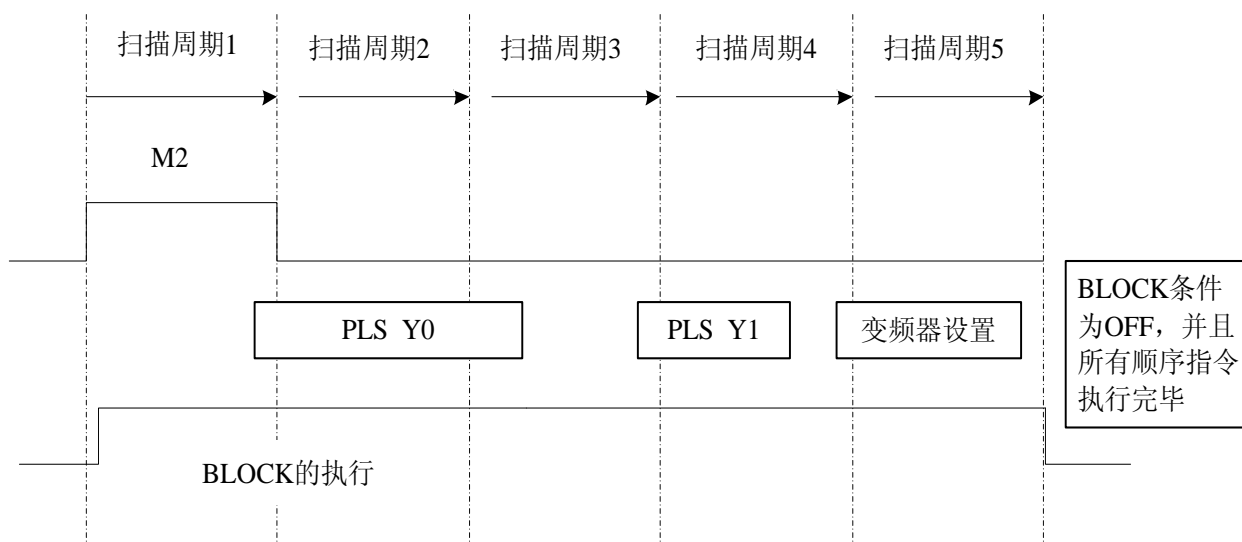 扫描周期1
扫描周期2
扫描周期3
扫描周期4
扫描周期5
M2
PLS Y0
PLS Y1
变频器设置
BLOCK条件
为OFF，并且
所有顺序指令
执行完毕
BLOCK的执行